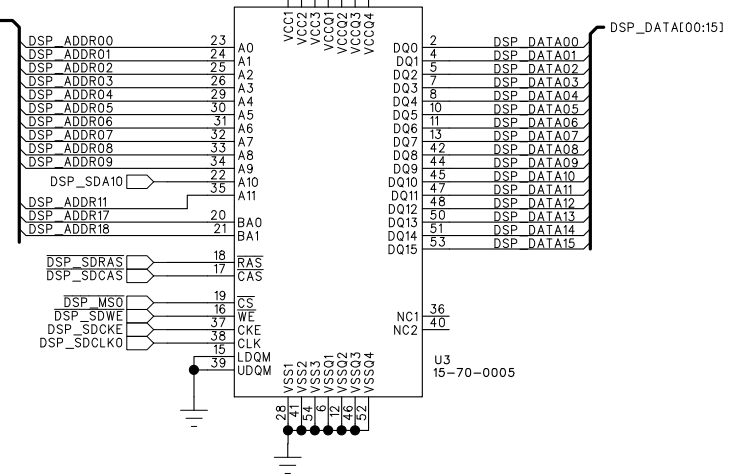 VCC1 VCC2 VCC3 VCCQ1 VCCQ2 VCCQ3 VCCQ4
DSP_DATA[00:15]
DSP_ADDR00 23 A0 DQ0 2 DSP_DATA00
DSP_ADDR01 24 A1 DQ1 4 DSP_DATA01
DSP_ADDR02 25 A2 DQ2 5 DSP_DATA02
DSP_ADDR03 26 A3 DQ3 7 DSP_DATA03
DSP_ADDR04 29 A4 DQ4 8 DSP_DATA04
DSP_ADDR05 30 A5 DQ5 10 DSP_DATA05
DSP_ADDR06 31 A6 DQ6 11 DSP_DATA06
DSP_ADDR07 32 A7 DQ7 13 DSP_DATA07
DSP_ADDR08 33 A8 DQ8 42 DSP_DATA08
DSP_ADDR09 34 A9 DQ9 44 DSP_DATA09
DSP_SDA10 22 A10 DQ10 45 DSP_DATA10
35 A11 DQ11 47 DSP_DATA11
DSP_ADDR11 DQ12 48 DSP_DATA12
DSP_ADDR17 20 BA0 DQ13 50 DSP_DATA13
DSP_ADDR18 21 BA1 DQ14 51 DSP_DATA14
DQ15 53 DSP_DATA15
DSP_SDRAS 18 RAS
DSP_SDCAS 17 CAS
DSP_MS0 19 CS
DSP_SDWE 16 WE NC1 36
DSP_SDCKE 37 CKE NC2 40
DSP_SDCLK0 38 CLK
15 LDQM
39 UDQM
U3
15-70-0005
VSS1 VSS2 VSS3 VSSQ1 VSSQ2 VSSQ3 VSSQ4
28 41 54 6 12 46 52